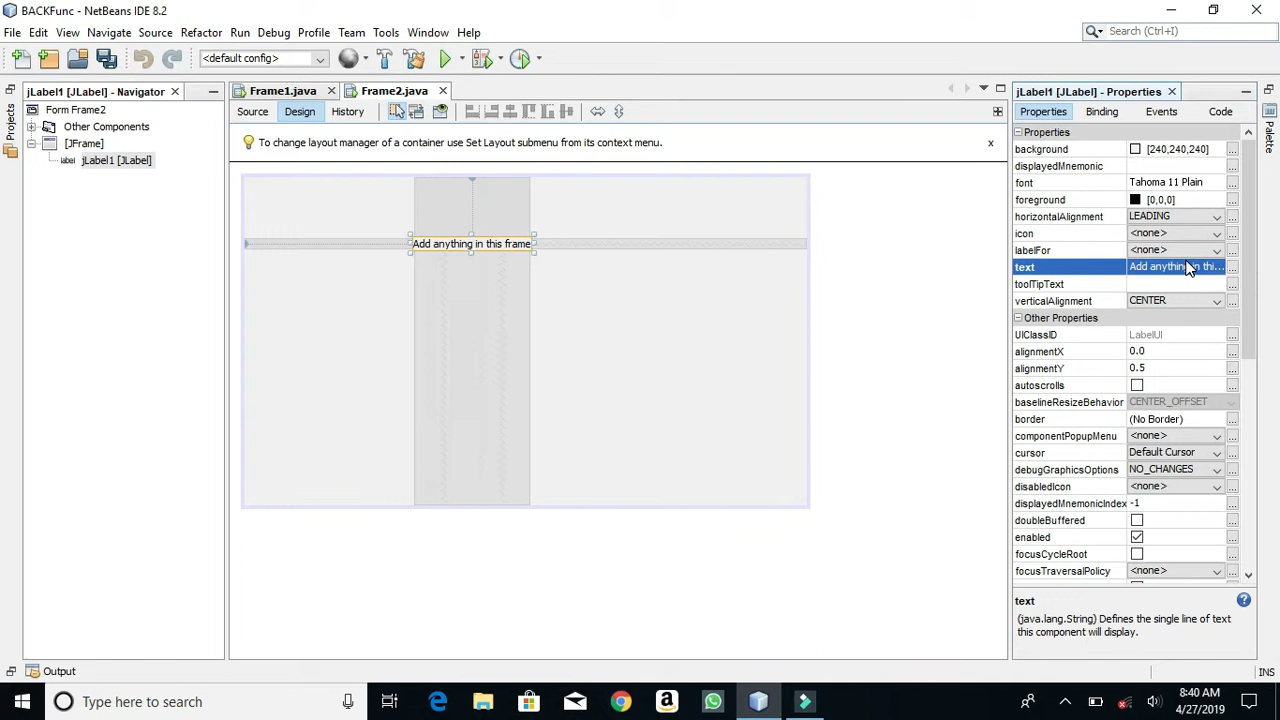 BACKFunc - NetBeans IDE 8.2
File Edit View Navigate Source Refactor Run Debug Profile Team Tools Window Help
Search (Ctrl+I)
<default config>
jLabel1 [JLabel] - Navigator
Form Frame2
Other Components
[JFrame]
label jLabel1 [JLabel]
Projects
Frame1.java
Frame2.java
Source Design History
To change layout manager of a container use Set Layout submenu from its context menu.
x
Add anything in this frame
jLabel1 [JLabel] - Properties
Properties Binding Events Code
Palette
Properties
background [240,240,240] ...
displayedMnemonic ...
font Tahoma 11 Plain ...
foreground [0,0,0] ...
horizontalAlignment LEADING ...
icon <none> ...
labelFor <none> ...
text Add anything in thi... ...
toolTipText ...
verticalAlignment CENTER ...
Other Properties
UIClassID LabelUI ...
alignmentX 0.0 ...
alignmentY 0.5 ...
autoscrolls ...
baselineResizeBehavior CENTER_OFFSET ...
border (No Border) ...
componentPopupMenu <none> ...
cursor Default Cursor ...
debugGraphicsOptions NO_CHANGES ...
disabledIcon <none> ...
displayedMnemonicIndex -1 ...
doubleBuffered ...
enabled ...
focusCycleRoot ...
focusTraversalPolicy <none> ...
text
(java.lang.String) Defines the single line of text
this component will display.
Output
INS
Type here to search
8:40 AM
4/27/2019